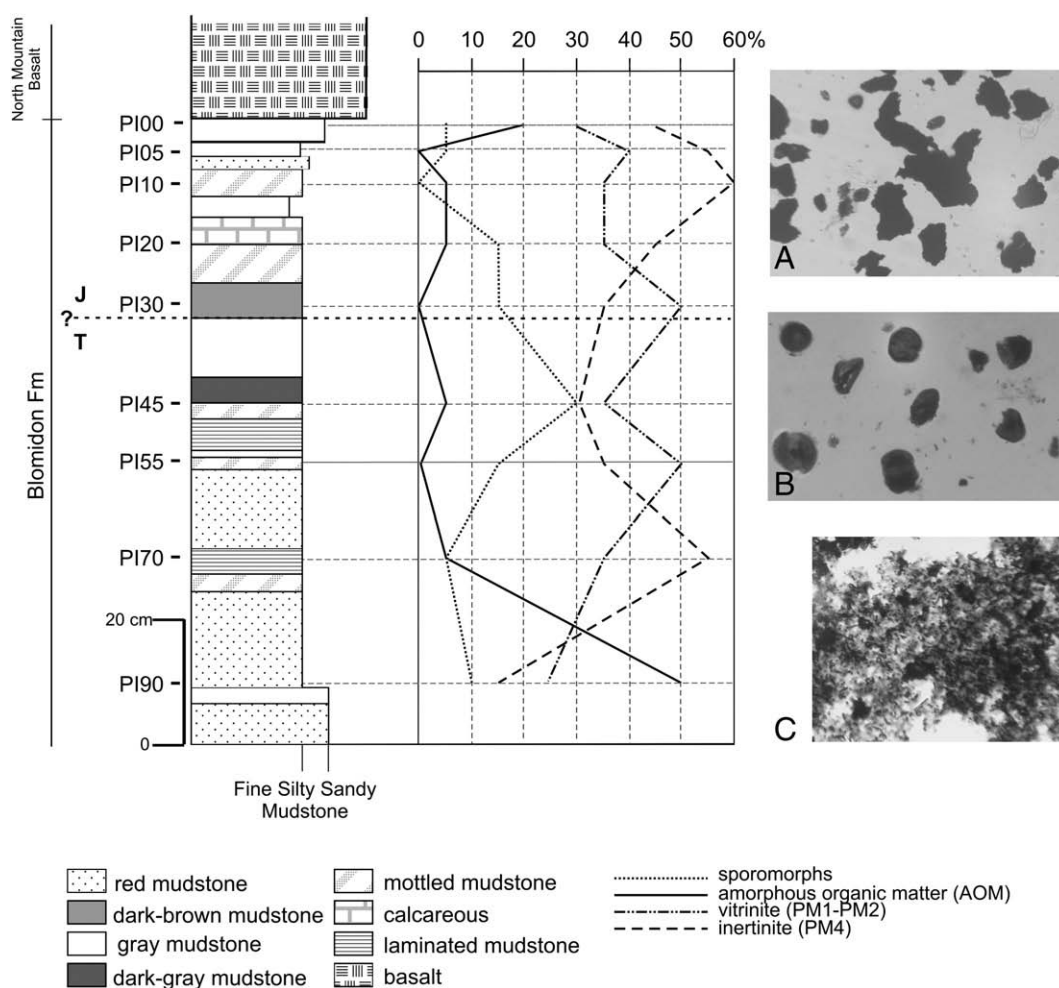 North Mountain
Basalt
0 10 20 30 40 50 60%
PI00
PI05
PI10
PI20
J
PI30
?
T
PI45
PI55
PI70
20 cm
PI90
0
Blomidon Fm
Fine Silty Sandy
Mudstone
A
B
C
red mudstone
dark-brown mudstone
gray mudstone
dark-gray mudstone
mottled mudstone
calcareous
laminated mudstone
basalt
sporomorphs
amorphous organic matter (AOM)
vitrinite (PM1-PM2)
inertinite (PM4)